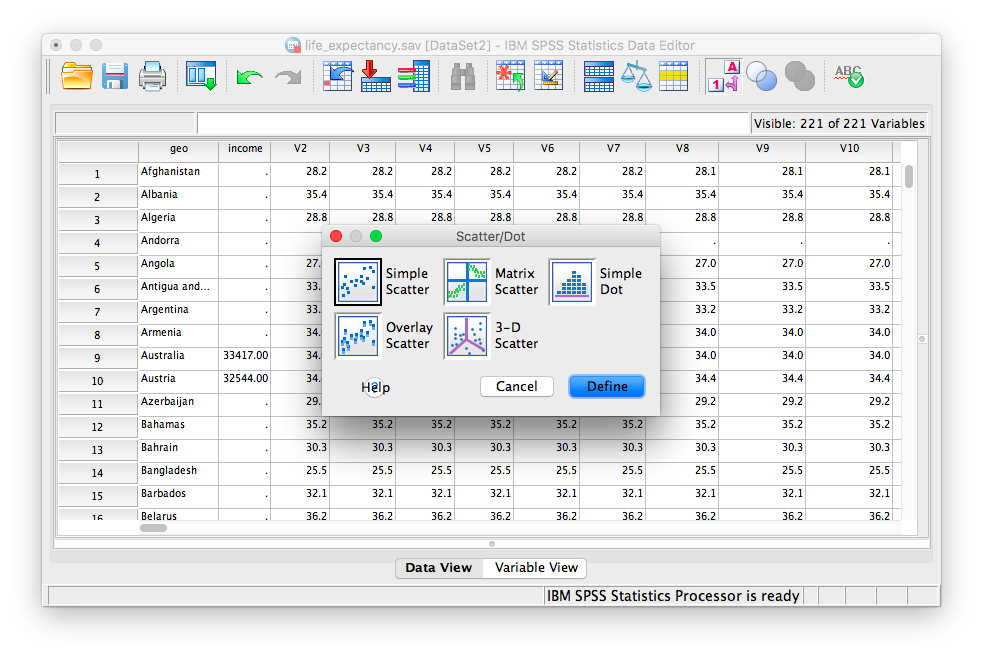 life_expectancy.sav [DataSet2] - IBM SPSS Statistics Data Editor
1 A
ABC
Visible: 221 of 221 Variables
geo income V2 V3 V4 V5 V6 V7 V8 V9 V10
1 Afghanistan . 28.2 28.2 28.2 28.2 28.2 28.2 28.1 28.1 28.1
2 Albania . 35.4 35.4 35.4 35.4 35.4 35.4 35.4 35.4 35.4
3 Algeria . 28.8 28.8 28.8 28.8 28.8 28.8 28.8 28.8 28.8
4 Andorra . . . .
5 Angola . 27. 27.0 27.0 27.0
6 Antigua and... . 33. 33.5 33.5 33.5
7 Argentina . 33. 33.2 33.2 33.2
8 Armenia . 34. 34.0 34.0 34.0
9 Australia 33417.00 34. 34.0 34.0 34.0
10 Austria 32544.00 34. 34.4 34.4 34.4
11 Azerbaijan . 29. 29.2 29.2 29.2
12 Bahamas . 35.2 35.2 35.2 35.2 35.2 35.2 35.2 35.2 35.2
13 Bahrain . 30.3 30.3 30.3 30.3 30.3 30.3 30.3 30.3 30.3
14 Bangladesh . 25.5 25.5 25.5 25.5 25.5 25.5 25.5 25.5 25.5
15 Barbados . 32.1 32.1 32.1 32.1 32.1 32.1 32.1 32.1 32.1
16 Belarus . 36.2 36.2 36.2 36.2 36.2 36.2 36.2 36.2 36.2
Scatter/Dot
Simple
Scatter
Matrix
Scatter
Simple
Dot
Overlay
Scatter
3-D
Scatter
Help
Cancel
Define
Data View
Variable View
IBM SPSS Statistics Processor is ready